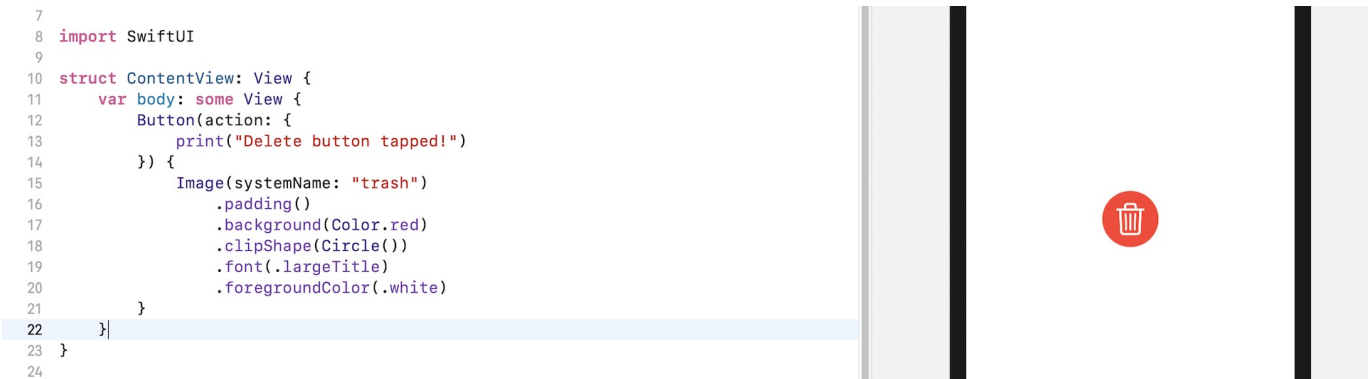 7
8 import SwiftUI
9
10 struct ContentView: View {
11     var body: some View {
12         Button(action: {
13             print("Delete button tapped!")
14         }) {
15             Image(systemName: "trash")
16                 .padding()
17                 .background(Color.red)
18                 .clipShape(Circle())
19                 .font(.largeTitle)
20                 .foregroundColor(.white)
21         }
22     }
23 }
24